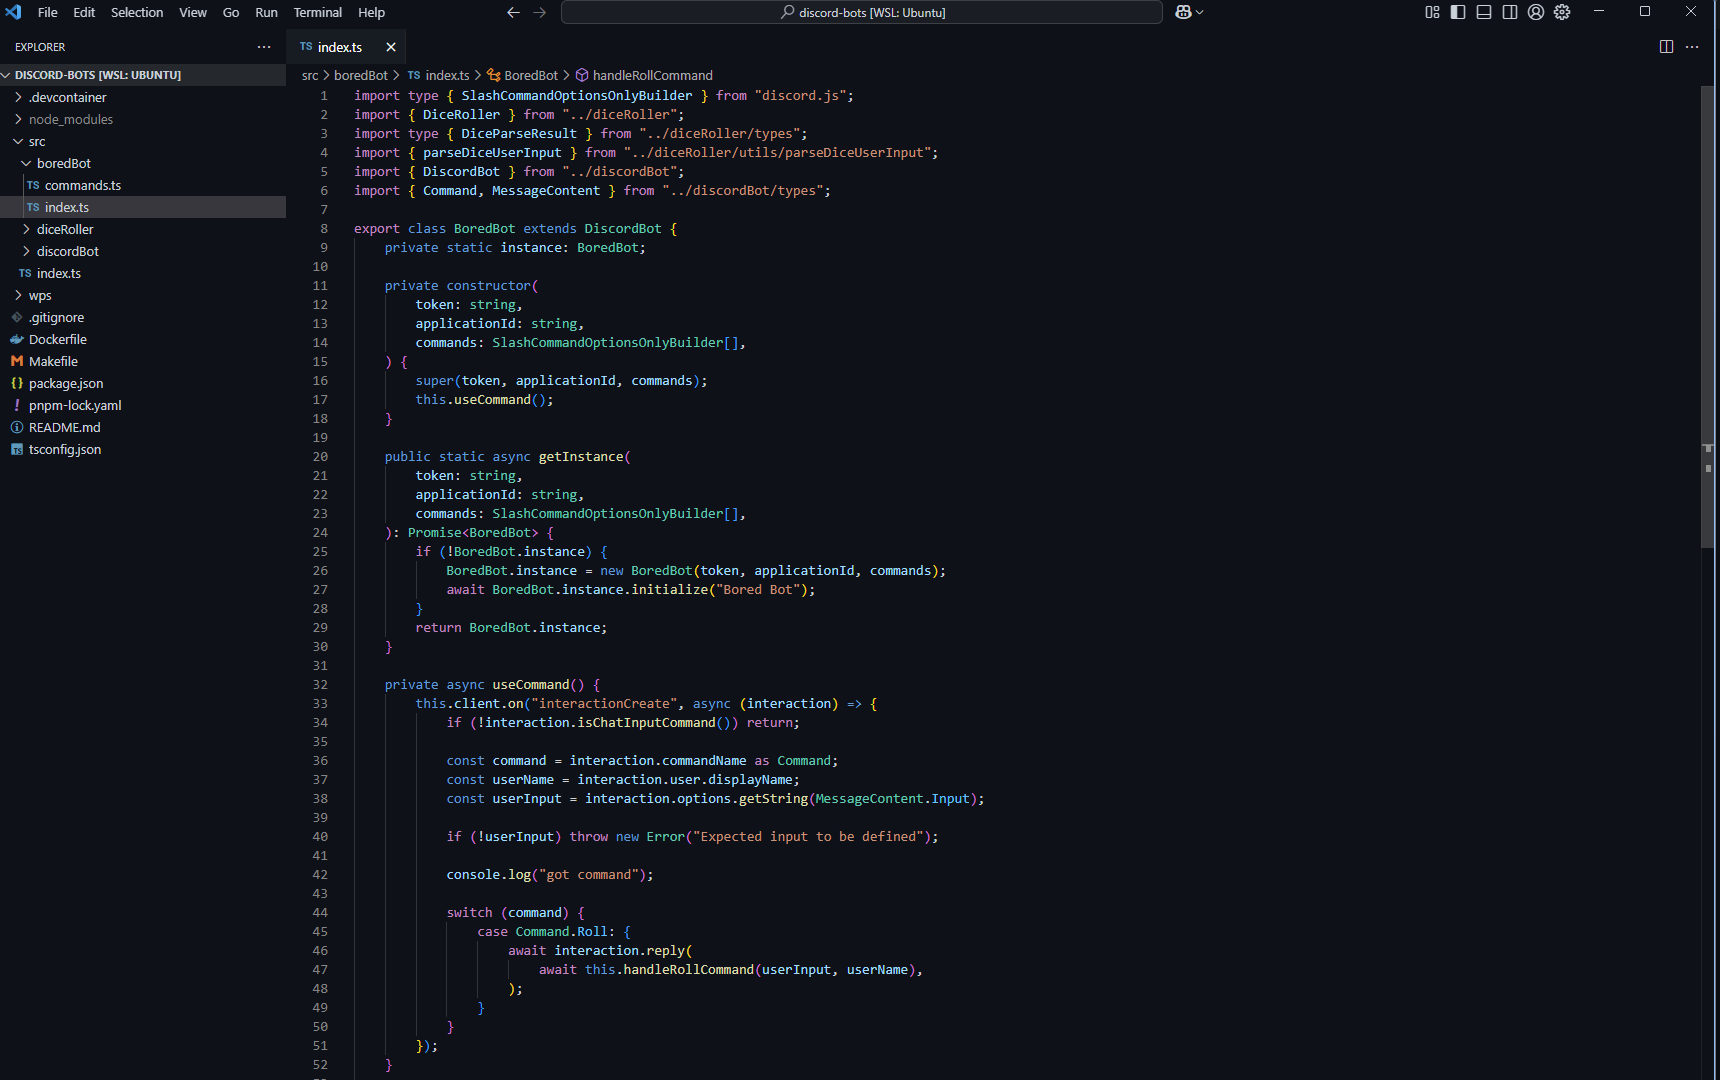 File Edit Selection View Go Run Terminal Help
discord-bots [WSL: Ubuntu]
EXPLORER
DISCORD-BOTS [WSL: UBUNTU]
.devcontainer
node_modules
src
boredBot
TS commands.ts
TS index.ts
diceRoller
discordBot
TS index.ts
wps
.gitignore
Dockerfile
Makefile
package.json
pnpm-lock.yaml
README.md
tsconfig.json
TS index.ts
src > boredBot > TS index.ts > BoredBot > handleRollCommand
1 import type { SlashCommandOptionsOnlyBuilder } from "discord.js";
2 import { DiceRoller } from "../diceRoller";
3 import type { DiceParseResult } from "../diceRoller/types";
4 import { parseDiceUserInput } from "../diceRoller/utils/parseDiceUserInput";
5 import { DiscordBot } from "../discordBot";
6 import { Command, MessageContent } from "../discordBot/types";
7
8 export class BoredBot extends DiscordBot {
9     private static instance: BoredBot;
10
11     private constructor(
12         token: string,
13         applicationId: string,
14         commands: SlashCommandOptionsOnlyBuilder[],
15     ) {
16         super(token, applicationId, commands);
17         this.useCommand();
18     }
19
20     public static async getInstance(
21         token: string,
22         applicationId: string,
23         commands: SlashCommandOptionsOnlyBuilder[],
24     ): Promise<BoredBot> {
25         if (!BoredBot.instance) {
26             BoredBot.instance = new BoredBot(token, applicationId, commands);
27             await BoredBot.instance.initialize("Bored Bot");
28         }
29         return BoredBot.instance;
30     }
31
32     private async useCommand() {
33         this.client.on("interactionCreate", async (interaction) => {
34             if (!interaction.isChatInputCommand()) return;
35
36             const command = interaction.commandName as Command;
37             const userName = interaction.user.displayName;
38             const userInput = interaction.options.getString(MessageContent.Input);
39
40             if (!userInput) throw new Error("Expected input to be defined");
41
42             console.log("got command");
43
44             switch (command) {
45                 case Command.Roll: {
46                     await interaction.reply(
47                         await this.handleRollCommand(userInput, userName),
48                     );
49                 }
50             }
51         });
52     }